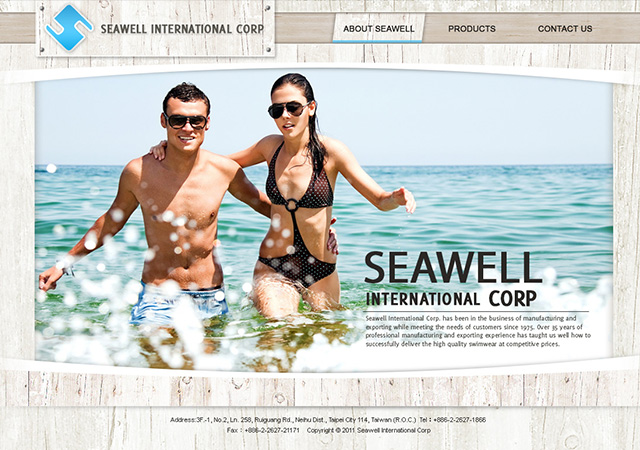 SEAWELL INTERNATIONAL CORP
ABOUT SEAWELL
PRODUCTS
CONTACT US
SEAWELL
INTERNATIONAL CORP
Seawell International Corp. has been in the business of manufacturing and
exporting while meeting the needs of customers since 1975. Over 35 years of
professional manufacturing and exporting experience has taught us well how to
successfully deliver the high quality swimwear at competitive prices.
Address:3F.-1, No.2, Ln. 258, Ruiguang Rd., Neihu Dist., Taipei City 114, Taiwan (R.O.C.) Tel：+886-2-2627-1866
Fax：+886-2-2627-21171 Copyright © 2011 Seawell International Corp